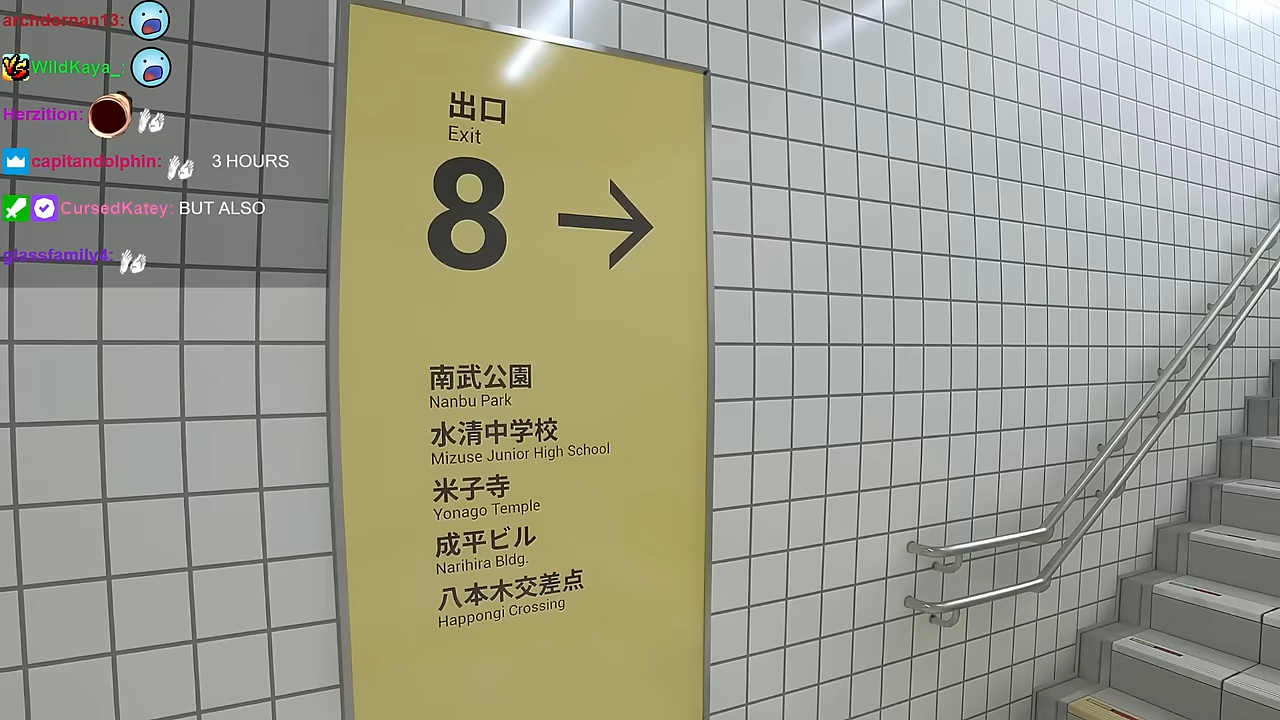 archdornan13:
WildKaya_:
Herzition:
capitandolphin: 3 HOURS
CursedKatey: BUT ALSO
glassfamily4:
出口
Exit
8
南武公園
Nanbu Park
水清中学校
Mizuse Junior High School
米子寺
Yonago Temple
成平ビル
Narihira Bldg.
八本木交差点
Happongi Crossing